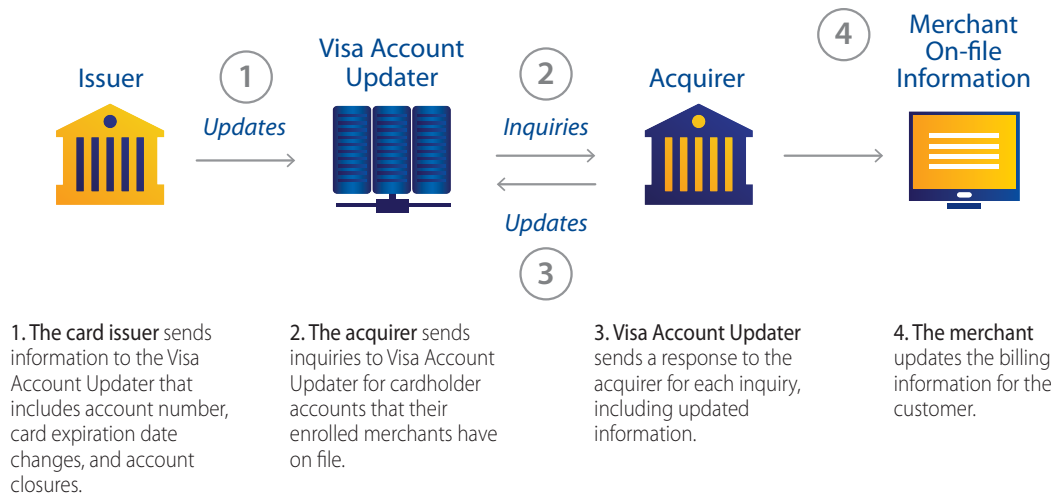 Issuer
1
Updates
Visa Account
Updater
2
Inquiries
Updates
3
Acquirer
4
Merchant
On-file
Information
1. The card issuer sends
information to the Visa
Account Updater that
includes account number,
card expiration date
changes, and account
closures.
2. The acquirer sends
inquiries to Visa Account
Updater for cardholder
accounts that their
enrolled merchants have
on file.
3. Visa Account Updater
sends a response to the
acquirer for each inquiry,
including updated
information.
4. The merchant
updates the billing
information for the
customer.